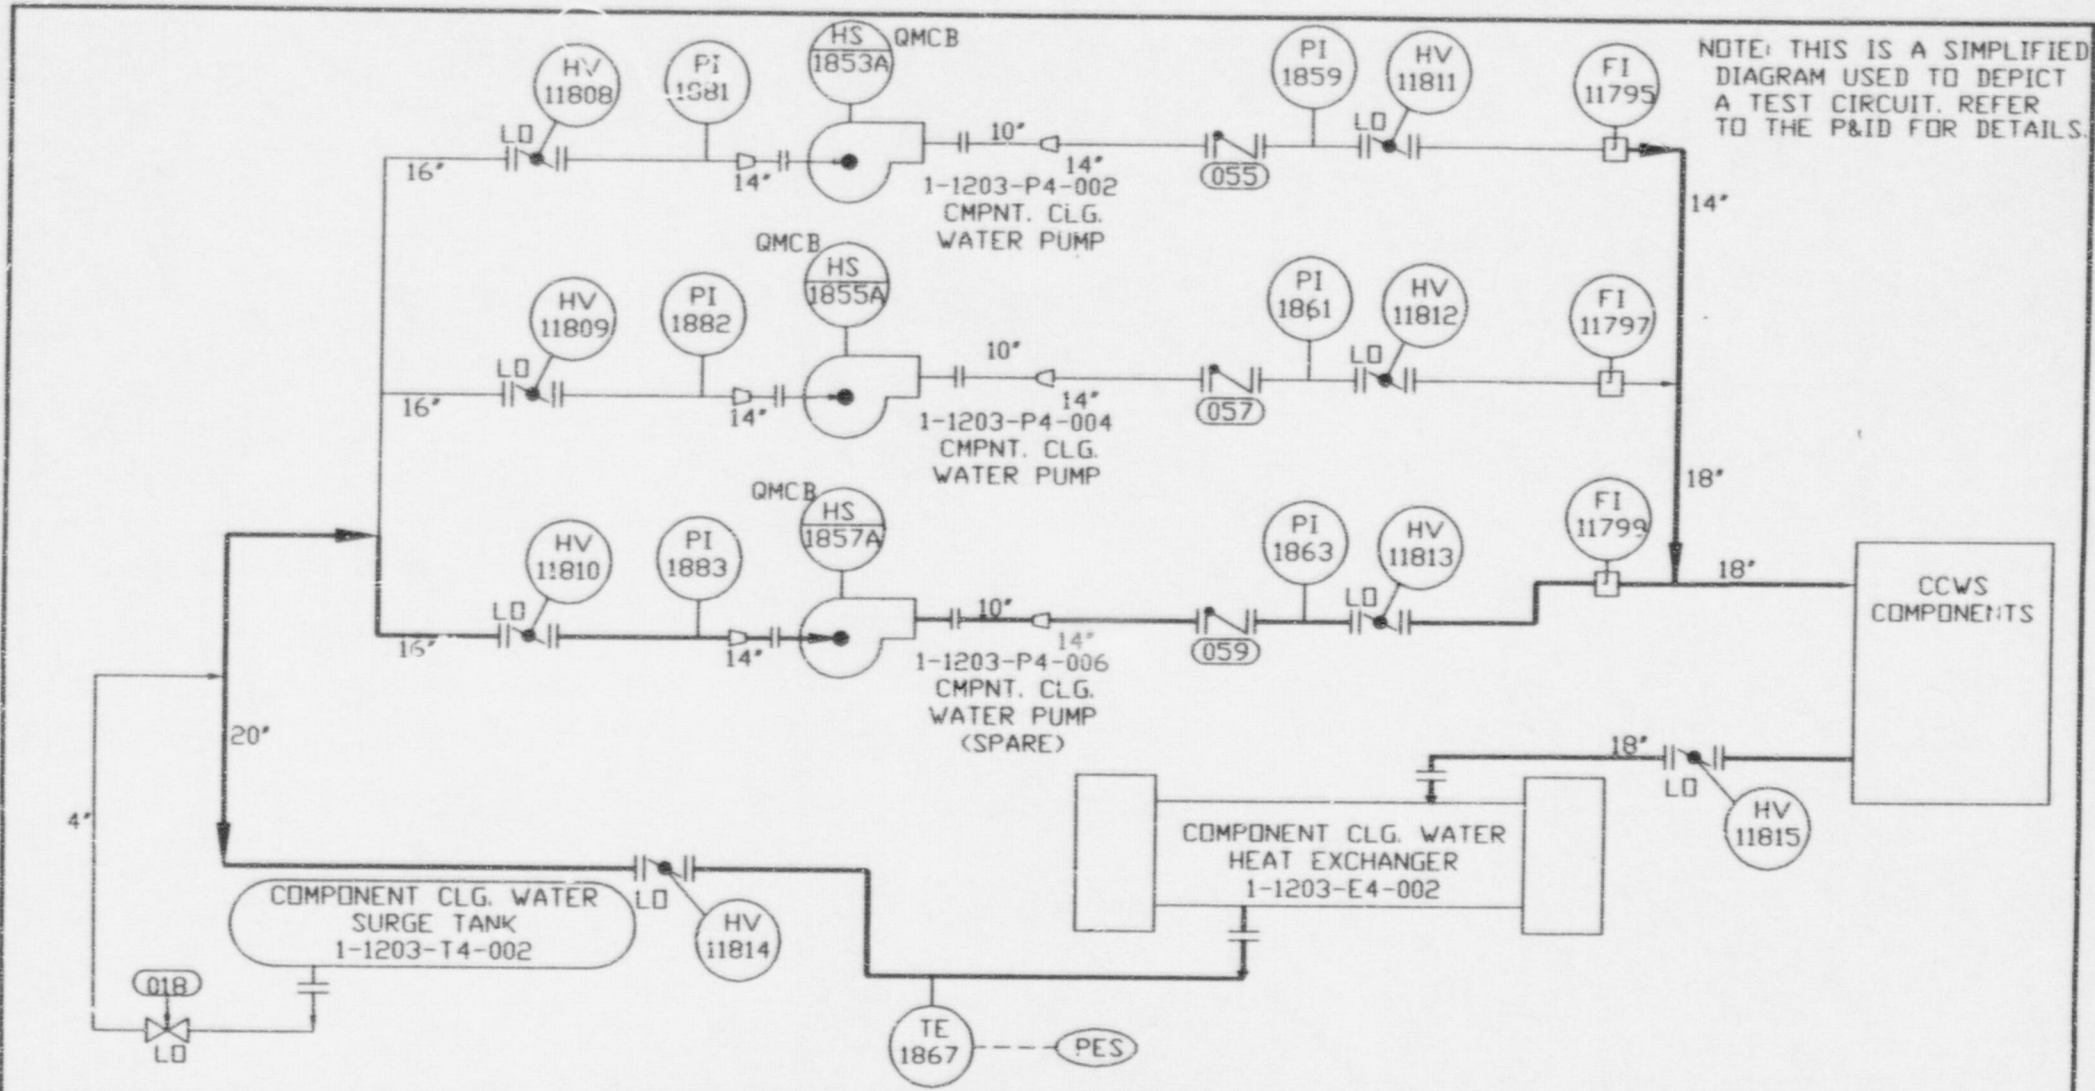 NOTE: THIS IS A SIMPLIFIED
DIAGRAM USED TO DEPICT
A TEST CIRCUIT. REFER
TO THE P&ID FOR DETAILS.
HV
11808
LO
16"
PI
1881
14"
HS
1853A
QMCB
10"
14"
1-1203-P4-002
CMPNT. CLG.
WATER PUMP
055
PI
1859
HV
11811
LO
FI
11795
14"
HV
11809
LO
16"
PI
1882
14"
QMCB
HS
1855A
10"
14"
1-1203-P4-004
CMPNT. CLG.
WATER PUMP
057
PI
1861
HV
11812
LO
FI
11797
18"
HV
11810
LO
16"
PI
1883
14"
QMCB
HS
1857A
10"
14"
1-1203-P4-006
CMPNT. CLG.
WATER PUMP
(SPARE)
059
PI
1863
HV
11813
LO
FI
11799
18"
CCWS
COMPONENTS
20"
4"
18"
LO
HV
11815
COMPONENT CLG. WATER
HEAT EXCHANGER
1-1203-E4-002
COMPONENT CLG. WATER
SURGE TANK
1-1203-T4-002
LO
HV
11814
018
LO
TE
1867
PES